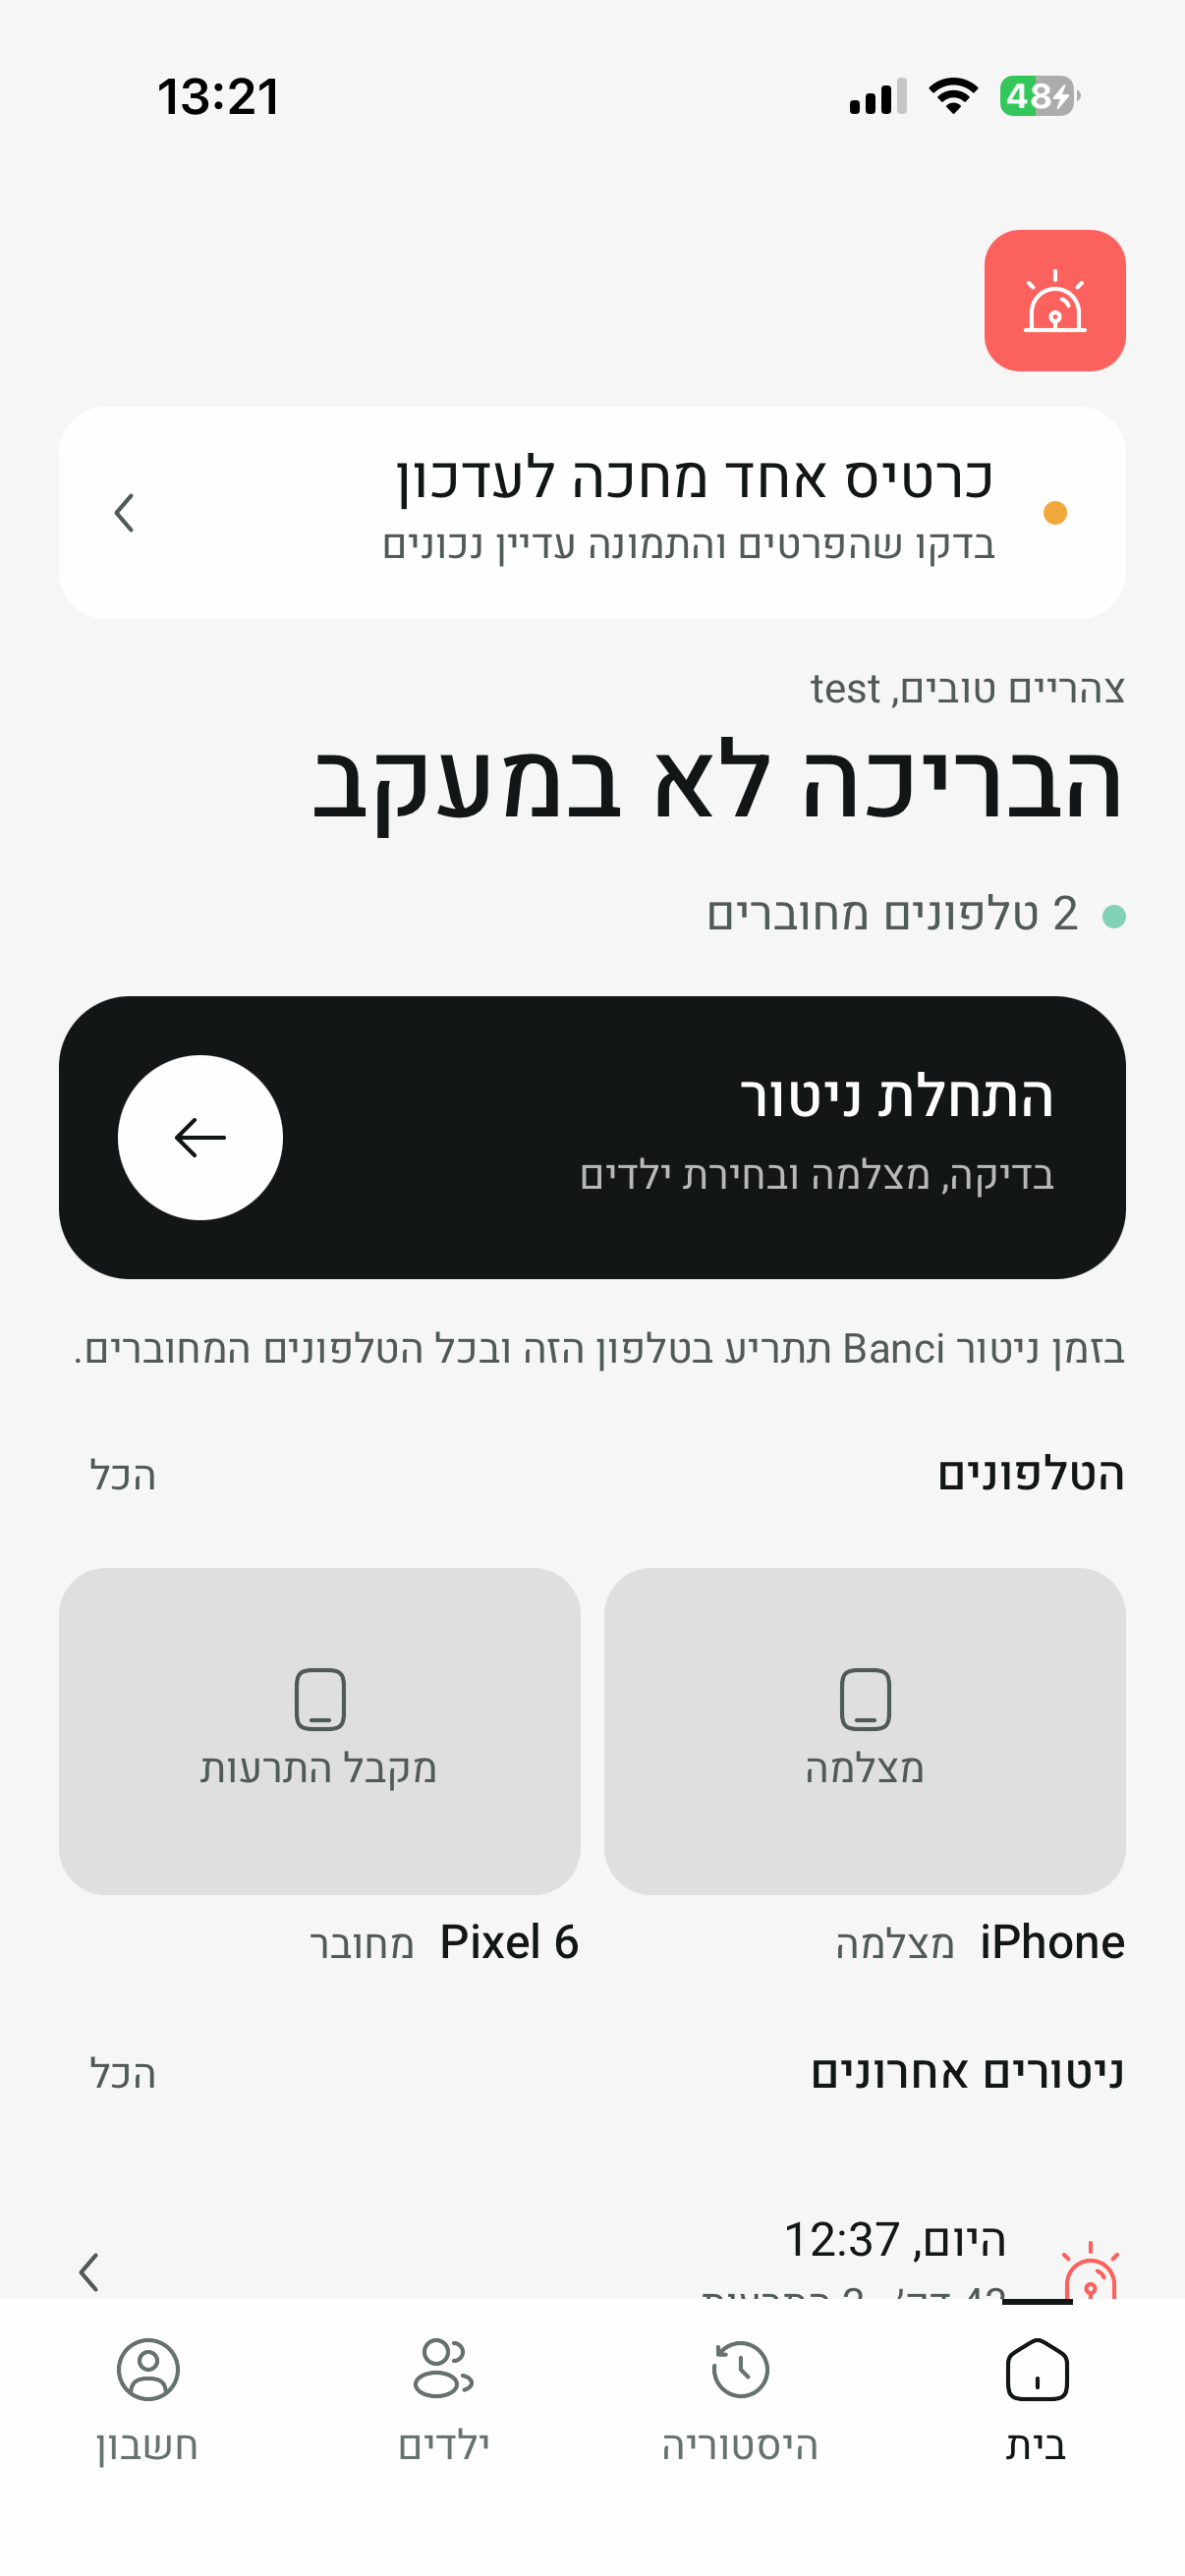 13:21
48
כרטיס אחד מחכה לעדכון
בדקו שהפרטים והתמונה עדיין נכונים
צהריים טובים, test
הבריכה לא במעקב
2 טלפונים מחוברים
התחלת ניטור
בדיקה, מצלמה ובחירת ילדים
בזמן ניטור Banci תתריע בטלפון הזה ובכל הטלפונים המחוברים.
הטלפונים
הכל
מצלמה
מקבל התרעות
iPhone מצלמה
Pixel 6 מחובר
ניטורים אחרונים
הכל
היום, 12:37
בית
היסטוריה
ילדים
חשבון